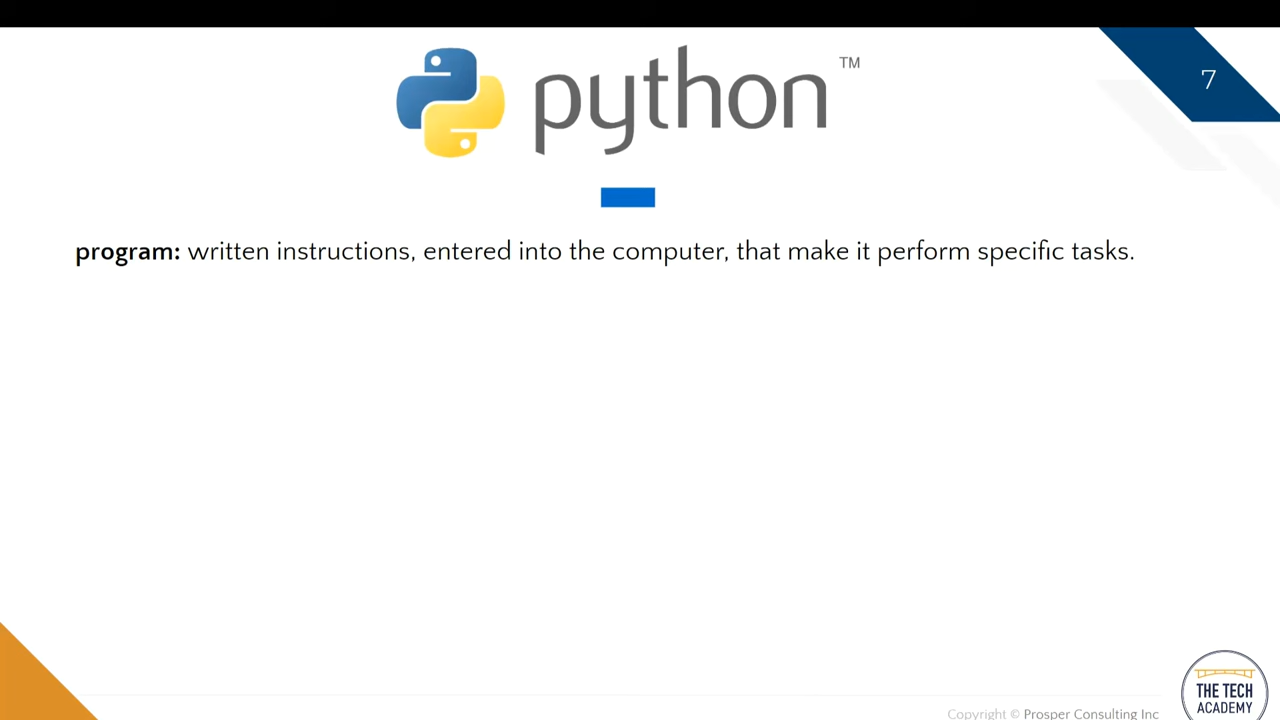 python™
7
program: written instructions, entered into the computer, that make it perform specific tasks.
Copyright © Prosper Consulting Inc
THE TECH
ACADEMY